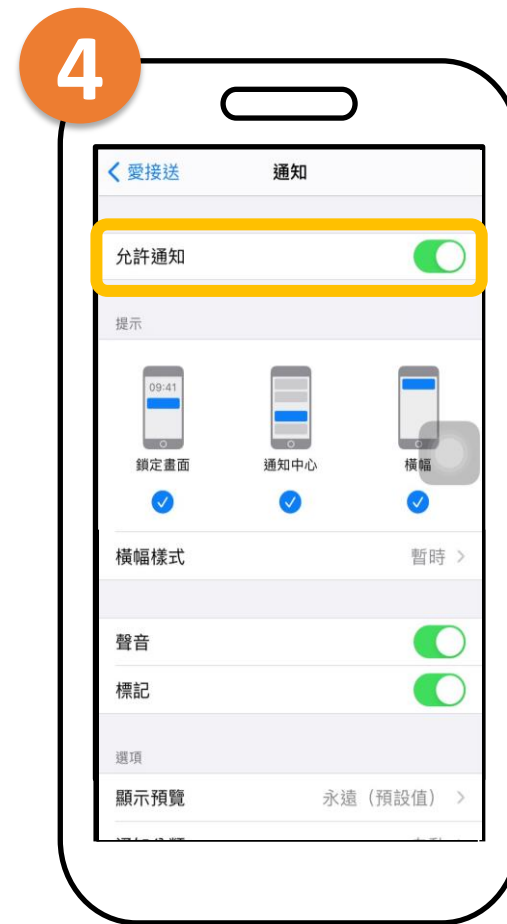 4
愛接送 通知
允許通知
提示
09:41
鎖定畫面 通知中心 橫幅
橫幅樣式 暫時
聲音
標記
選項
顯示預覽 永遠（預設值）